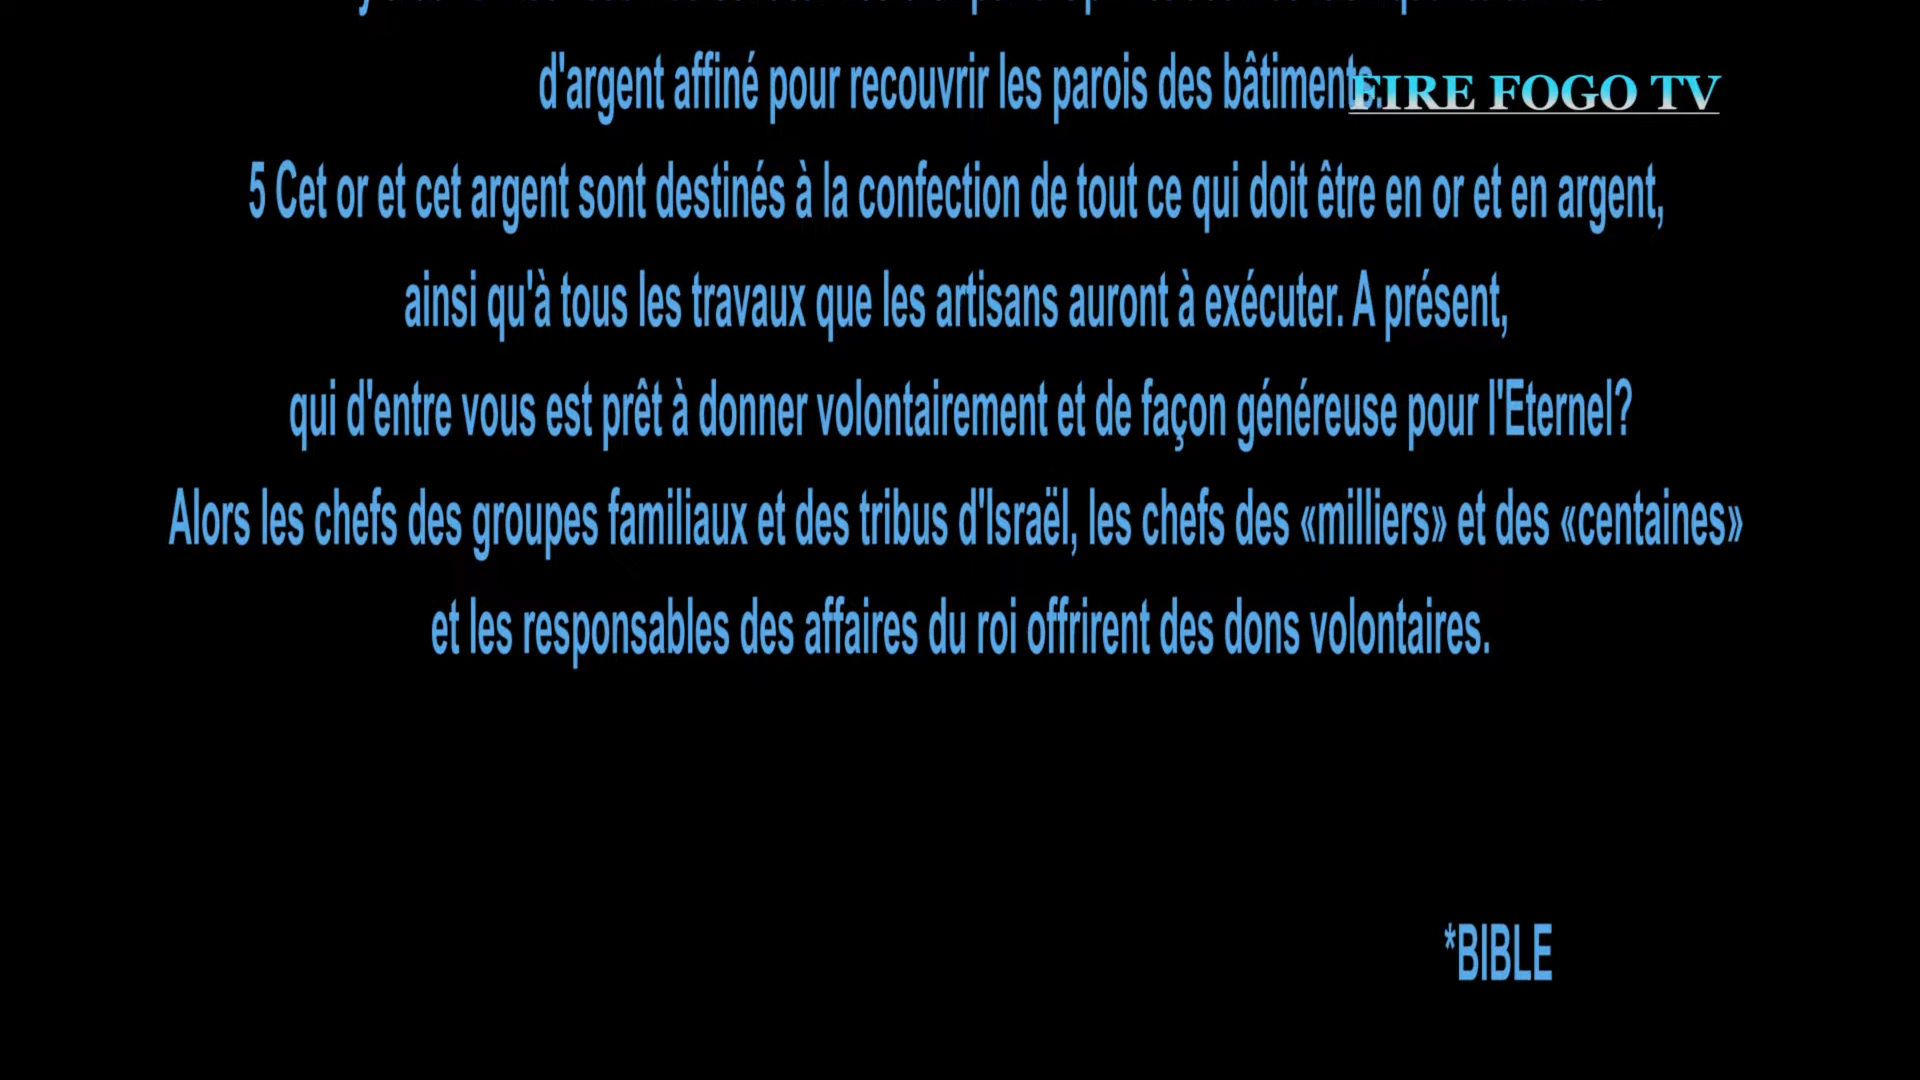 d'argent affiné pour recouvrir les parois des bâtiments.
FIRE FOGO TV
5 Cet or et cet argent sont destinés à la confection de tout ce qui doit être en or et en argent,
ainsi qu'à tous les travaux que les artisans auront à exécuter. A présent,
qui d'entre vous est prêt à donner volontairement et de façon généreuse pour l'Eternel?
Alors les chefs des groupes familiaux et des tribus d'Israël, les chefs des «milliers» et des «centaines»
et les responsables des affaires du roi offrirent des dons volontaires.
*BIBLE